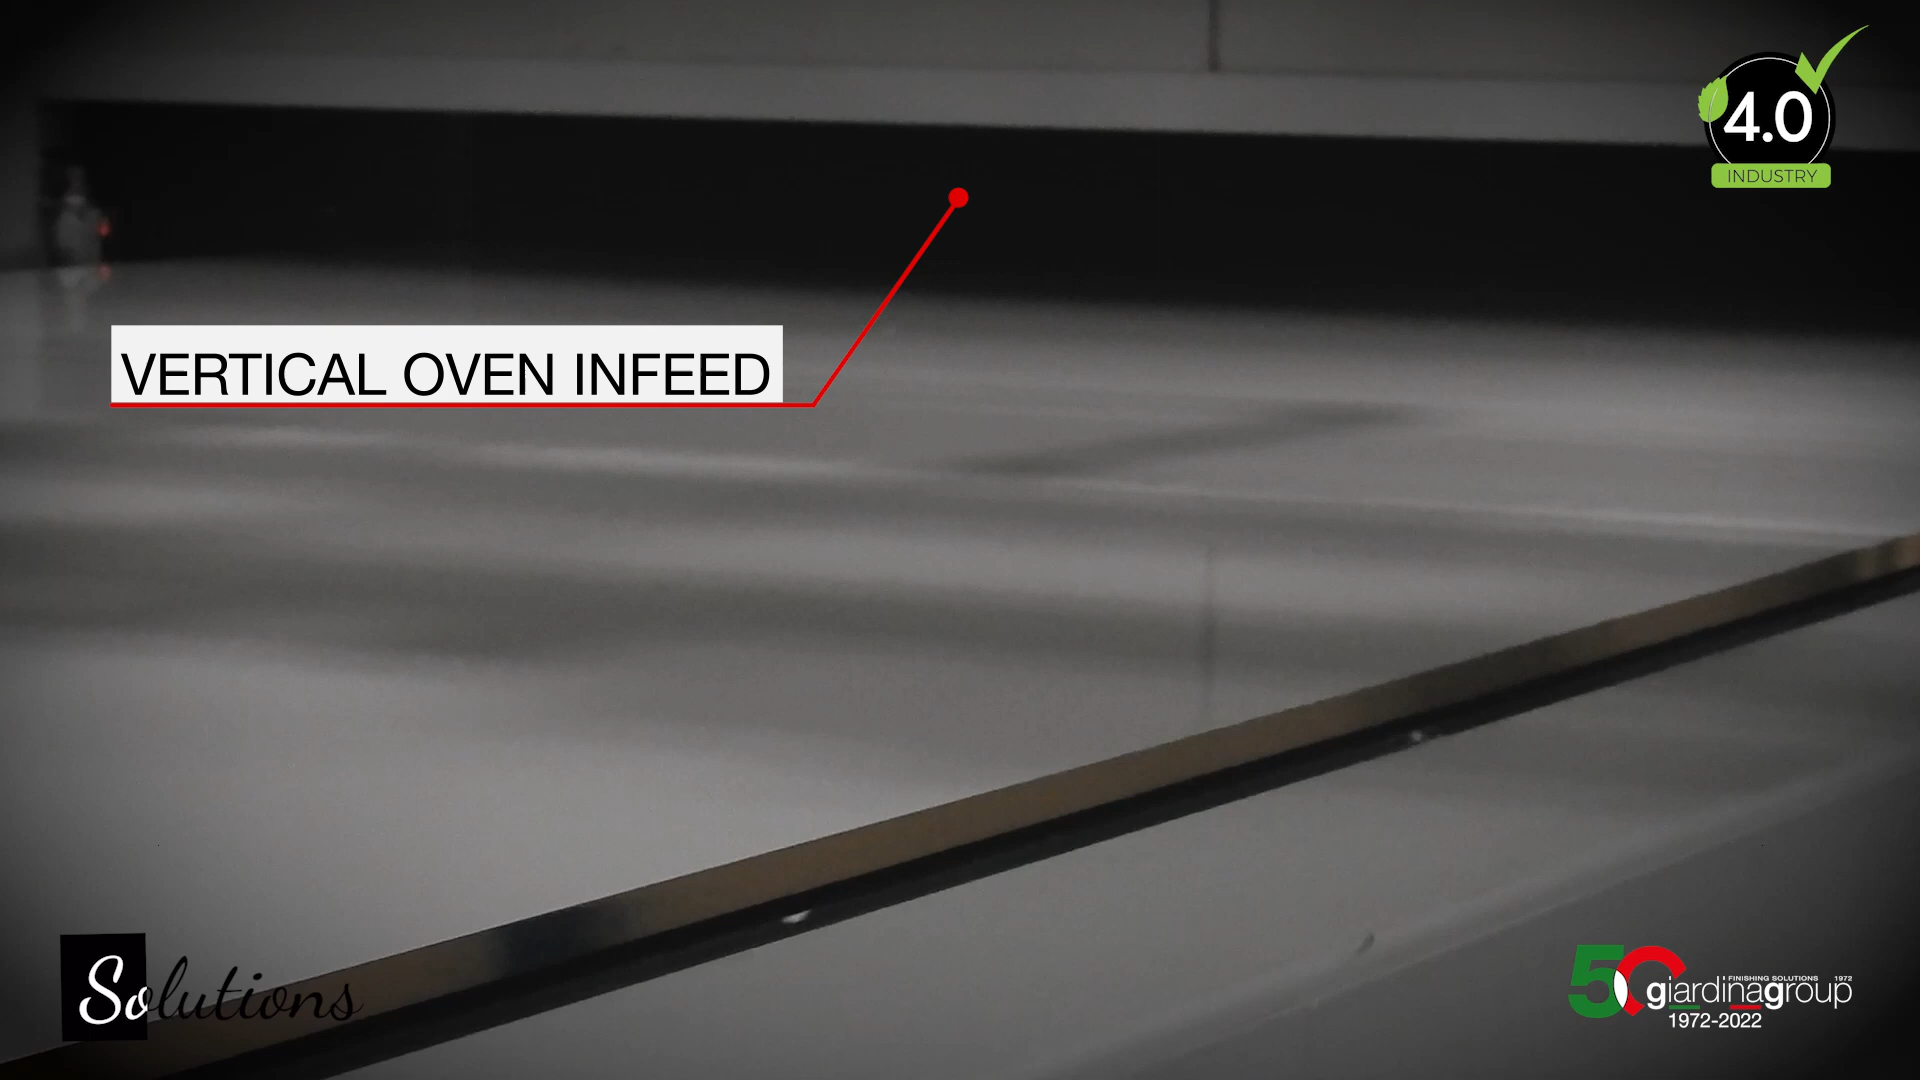 4.0
INDUSTRY
VERTICAL OVEN INFEED
Solutions
50
FINISHING SOLUTIONS 1972
giardinagroup
1972-2022